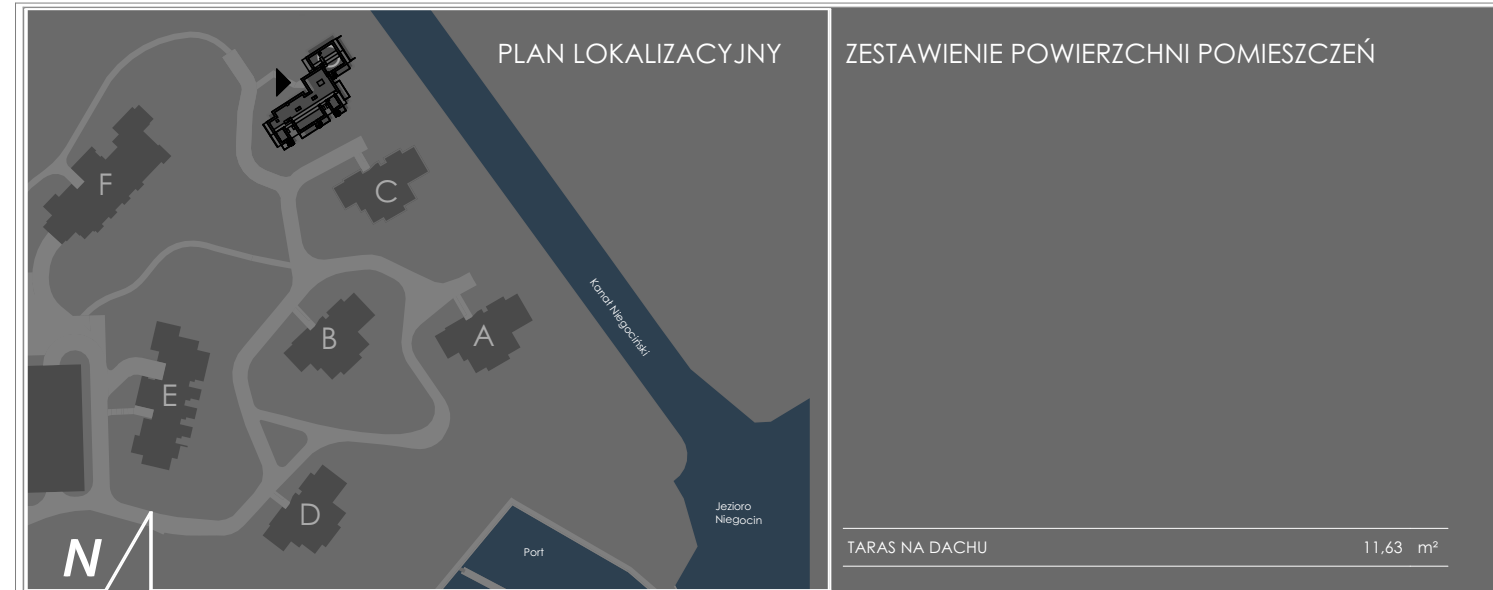 PLAN LOKALIZACYJNY
ZESTAWIENIE POWIERZCHNI POMIESZCZEŃ
F
C
Kanał Niegociński
B
A
E
D
Jezioro
Niegocin
Port
N
TARAS NA DACHU 11,63 m²